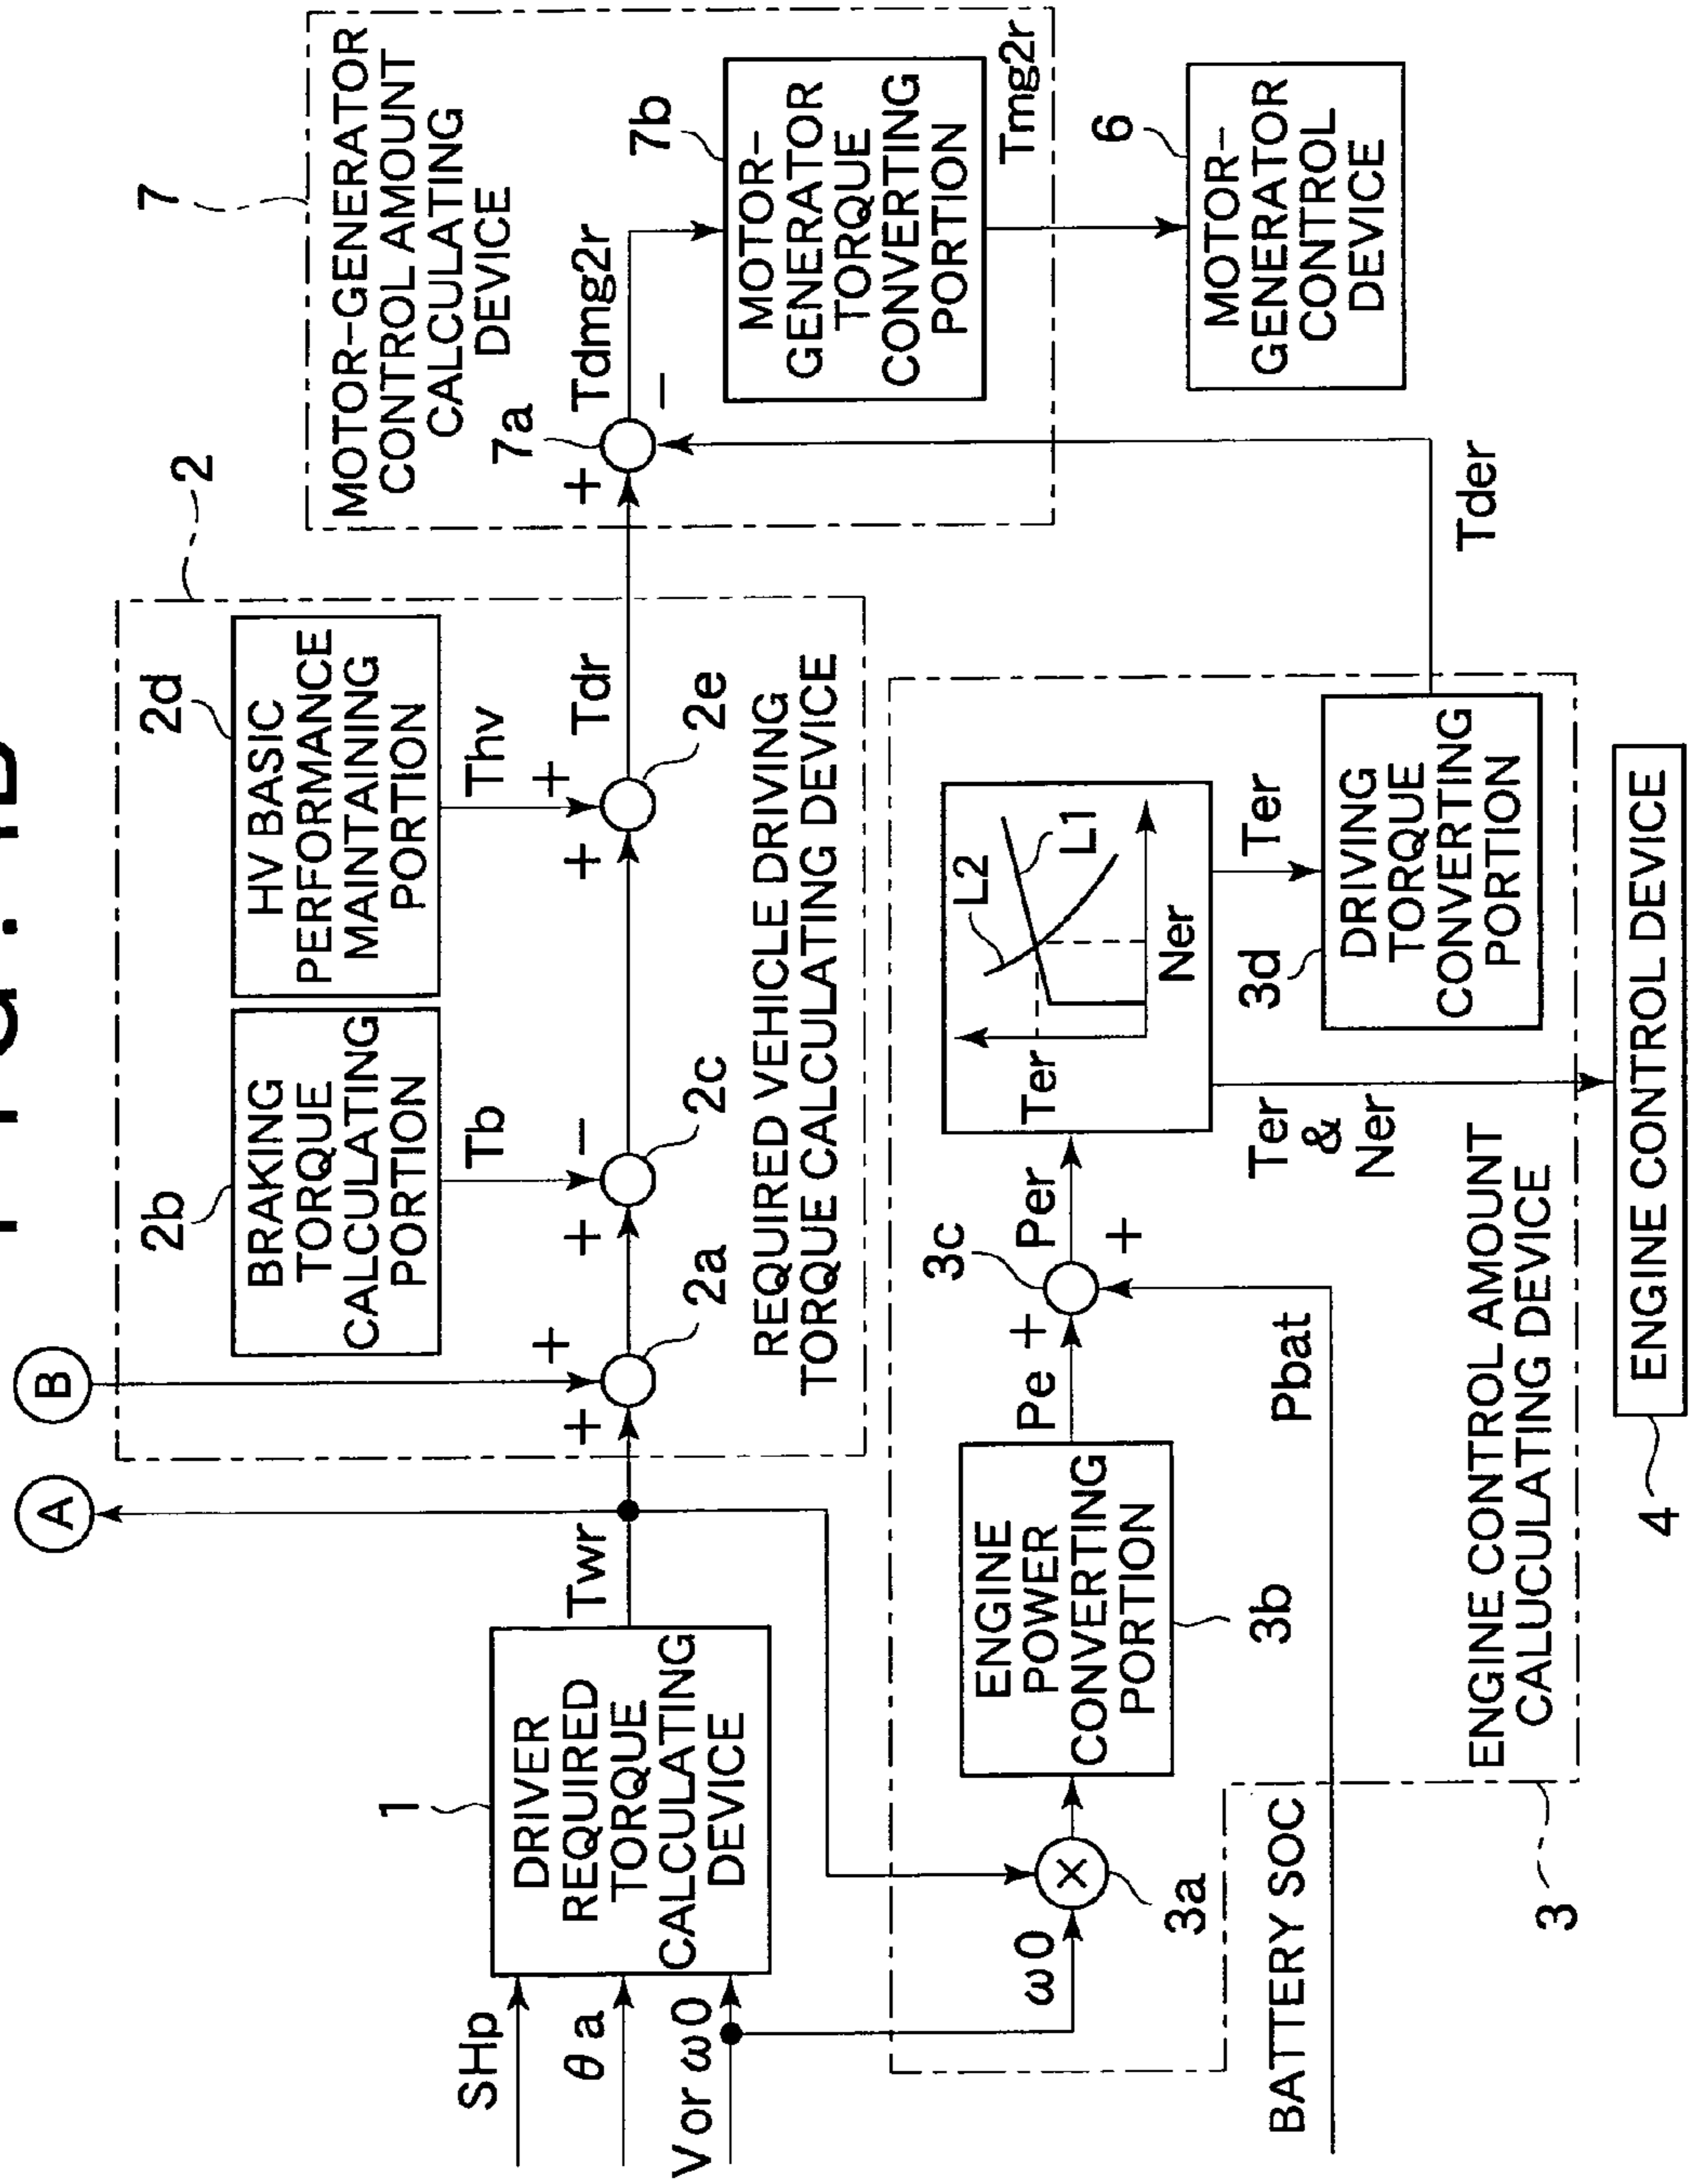 A
B
SHp
θa
V or ω0
1
DRIVER
REQUIRED
TORQUE
CALCULATING
DEVICE
Twr
2
2b
BRAKING
TORQUE
CALCULATING
PORTION
2d
HV BASIC
PERFORMANCE
MAINTAINING
PORTION
Tb
Thv
+
+
2a
+
−
2c
+
+
2e
Tdr
REQUIRED VEHICLE DRIVING
TORQUE CALCULATING DEVICE
7
MOTOR-GENERATOR
CONTROL AMOUNT
CALCULATING
DEVICE
7a
+
−
Tdmg2r
7b
MOTOR-
GENERATOR
TORQUE
CONVERTING
PORTION
Tmg2r
6
MOTOR-
GENERATOR
CONTROL
DEVICE
ω0
×
3a
ENGINE
POWER
CONVERTING
PORTION
3b
Pe
+
3c
+
Per
Pbat
BATTERY SOC
L2
L1
Ter
Ner
Ter
&
Ner
Ter
3d
DRIVING
TORQUE
CONVERTING
PORTION
Tder
ENGINE CONTROL AMOUNT
CALUCULATING DEVICE
3
4
ENGINE CONTROL DEVICE